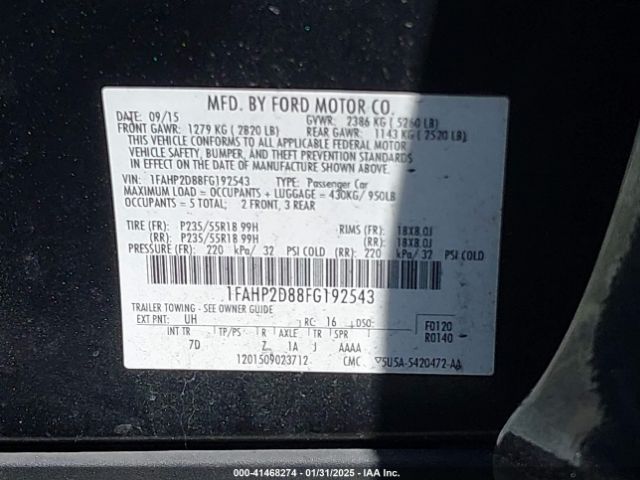 MFD. BY FORD MOTOR CO.
DATE: 09/15 GVWR: 2386 KG ( 5260 LB)
FRONT GAWR: 1279 KG ( 2820 LB) REAR GAWR: 1143 KG ( 2520 LB)
THIS VEHICLE CONFORMS TO ALL APPLICABLE FEDERAL MOTOR
VEHICLE SAFETY, BUMPER, AND THEFT PREVENTION STANDARDS
IN EFFECT ON THE DATE OF MANUFACTURE SHOWN ABOVE.
VIN: 1FAHP2D88FG192543 TYPE: Passenger Car
MAXIMUM LOAD = OCCUPANTS + LUGGAGE = 430KG/ 950LB
OCCUPANTS = 5 TOTAL; 2 FRONT, 3 REAR
TIRE (FR): P235/55R18 99H RIMS (FR): 18X8.0J
(RR): P235/55R18 99H (RR): 18X8.0J
PRESSURE (FR): 220 kPa/ 32 PSI COLD (RR): 220 kPa/ 32 PSI COLD
1FAHP2D88FG192543
TRAILER TOWING - SEE OWNER GUIDE
EXT PNT: UH RC: 16 DSO: F0120
INT TR TP/PS R AXLE TR SPR R0140
7D Z 1A J AAAA
1201509023712 CMC ▽5U5A-5420472-AA
00-41468274 | 01/31/2025 | IAA Inc.